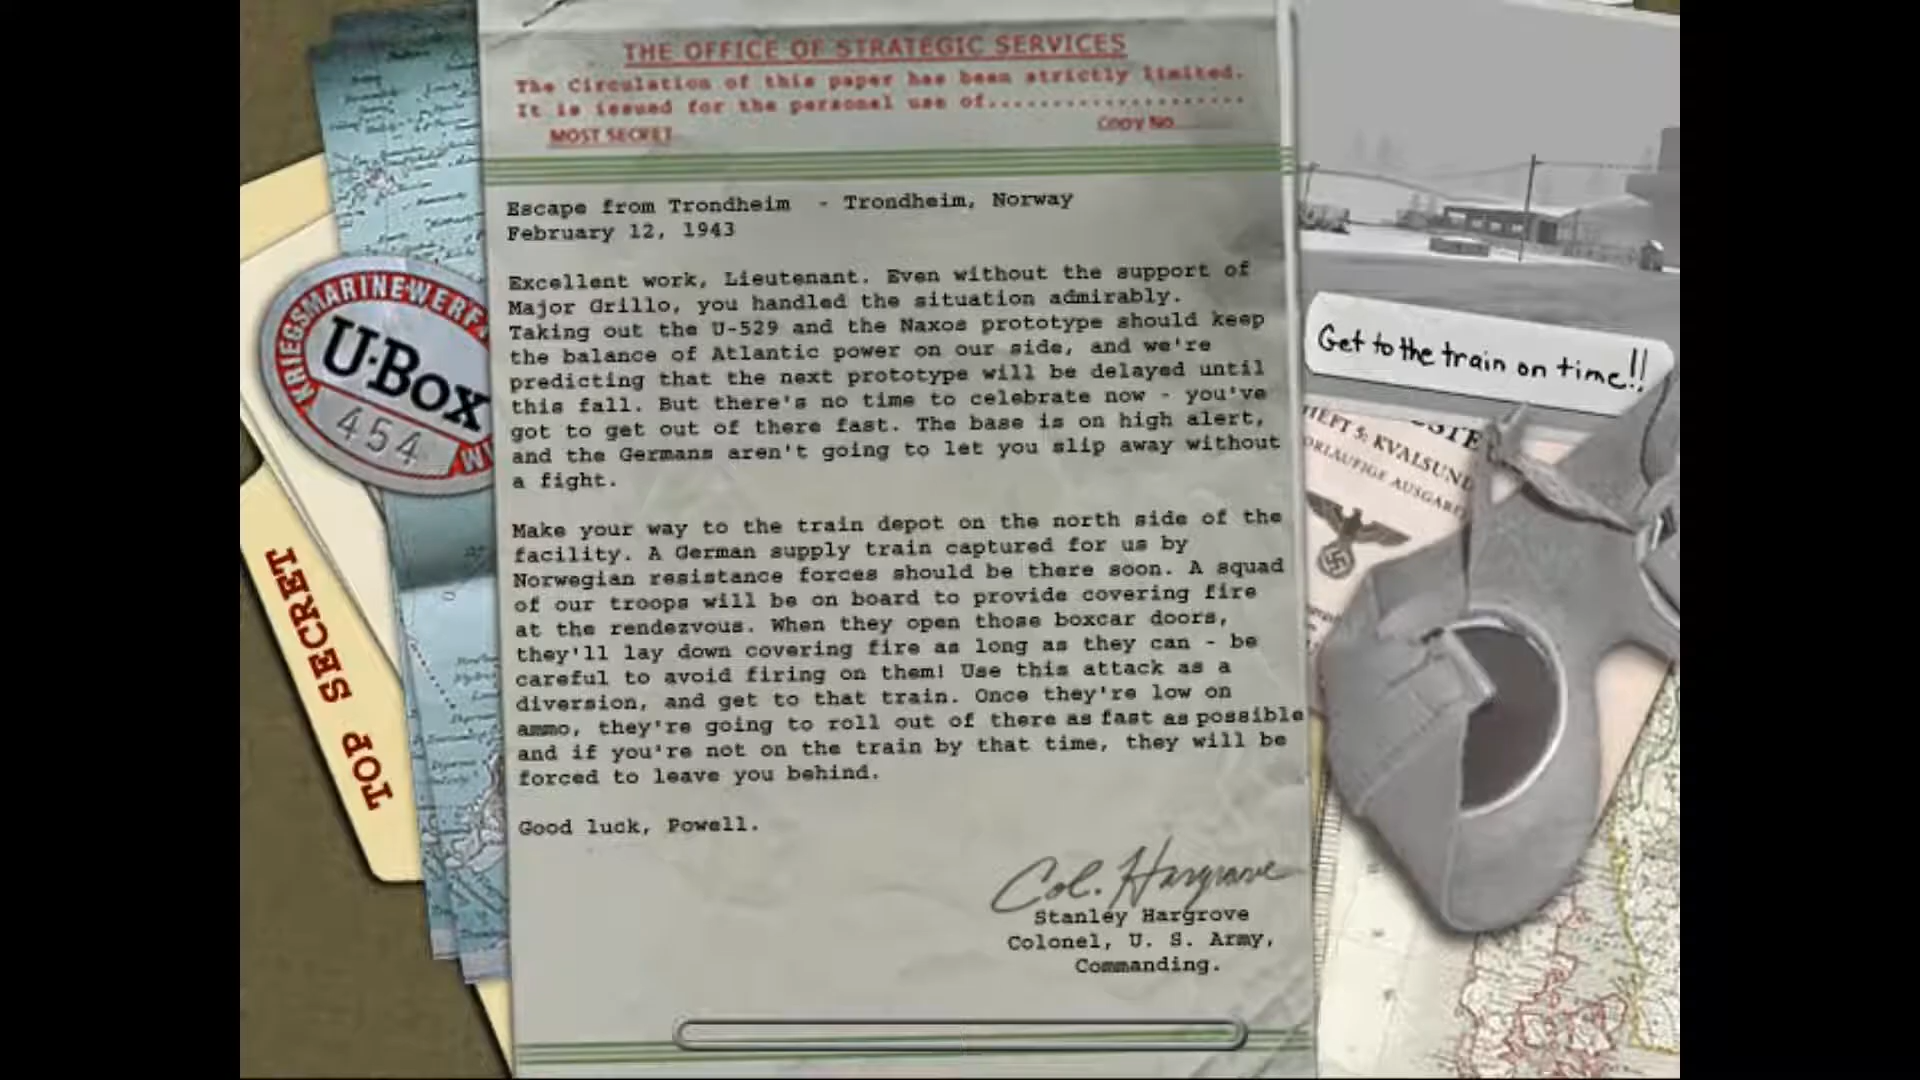 THE OFFICE OF STRATEGIC SERVICES
The Circulation of this paper has been strictly limited.
It is issued for the personal use of....................
MOST SECRET
Copy No
Escape from Trondheim - Trondheim, Norway
February 12, 1943
Excellent work, Lieutenant. Even without the support of
Major Grillo, you handled the situation admirably.
Taking out the U-529 and the Naxos prototype should keep
the balance of Atlantic power on our side, and we're
predicting that the next prototype will be delayed until
this fall. But there's no time to celebrate now - you've
got to get out of there fast. The base is on high alert,
and the Germans aren't going to let you slip away without
a fight.
Make your way to the train depot on the north side of the
facility. A German supply train captured for us by
Norwegian resistance forces should be there soon. A squad
of our troops will be on board to provide covering fire
at the rendezvous. When they open those boxcar doors,
they'll lay down covering fire as long as they can - be
careful to avoid firing on them! Use this attack as a
diversion, and get to that train. Once they're low on
ammo, they're going to roll out of there as fast as possible
and if you're not on the train by that time, they will be
forced to leave you behind.
Good luck, Powell.
Col. Hargrove
Stanley Hargrove
Colonel, U. S. Army,
Commanding.
KRIEGSMARINEWERF
U-Box
454
TOP SECRET
Get to the train on time!!
HEFT 5: KVALSUND